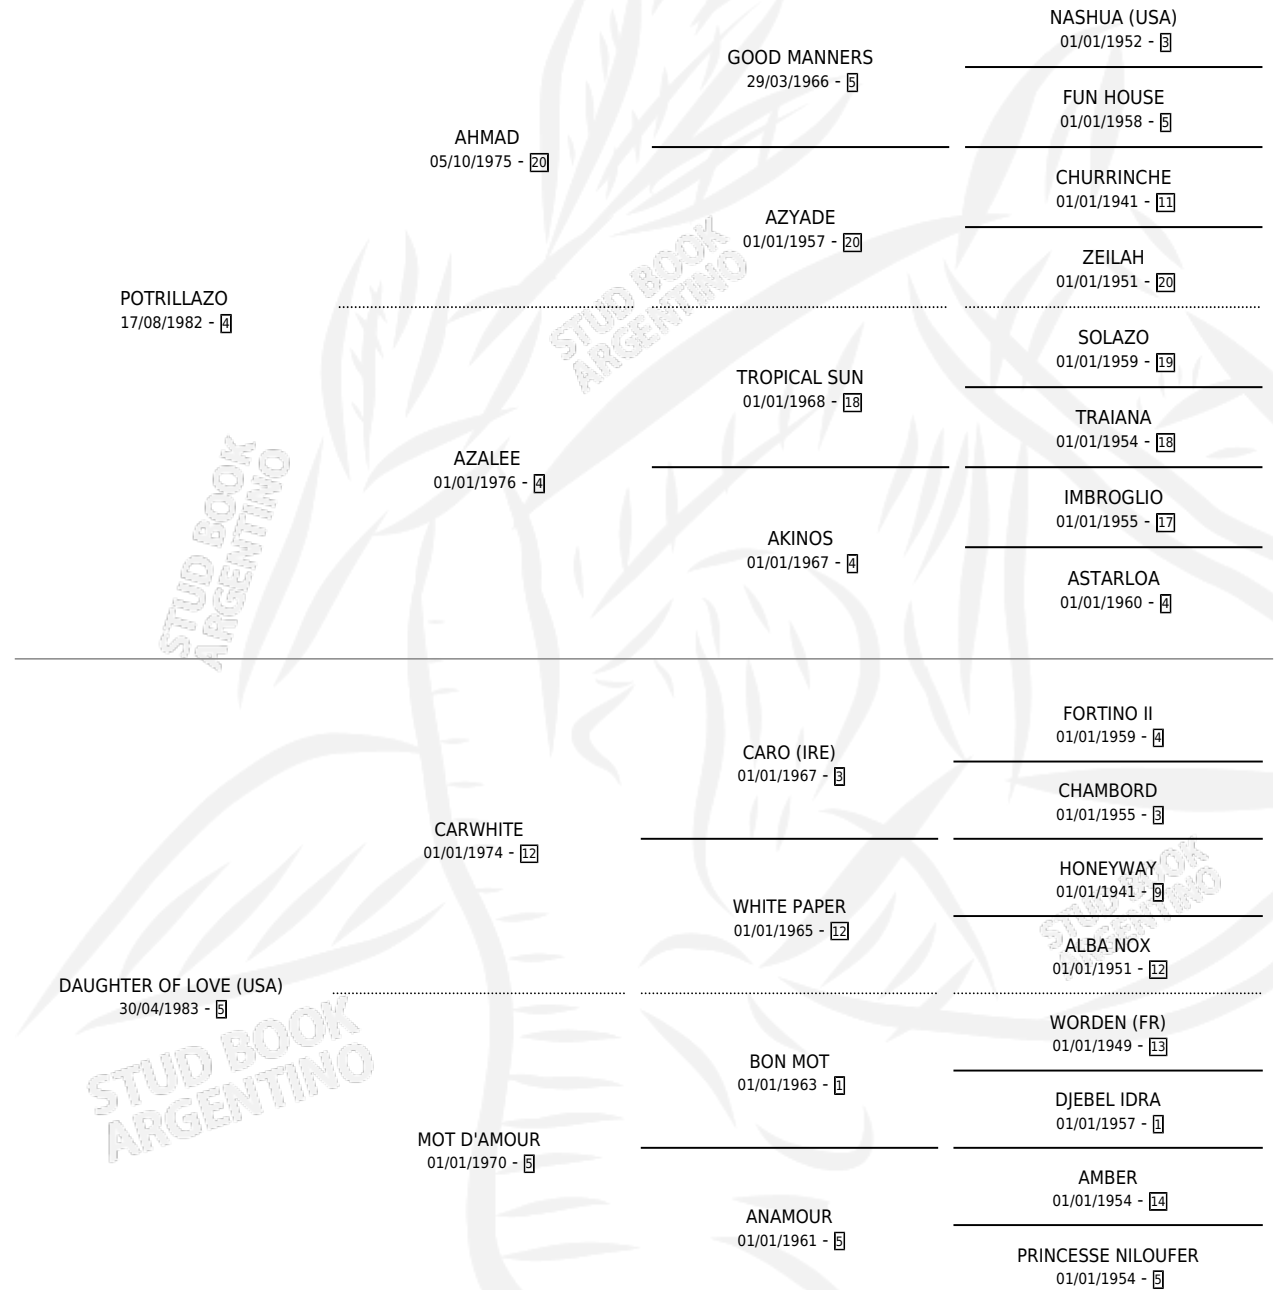 NASHUA (USA)
01/01/1952 - 3
GOOD MANNERS
29/03/1966 - 5
FUN HOUSE
01/01/1958 - 5
AHMAD
05/10/1975 - 20
CHURRINCHE
01/01/1941 - 11
AZYADE
01/01/1957 - 20
ZEILAH
01/01/1951 - 20
POTRILLAZO
17/08/1982 - 4
SOLAZO
01/01/1959 - 19
TROPICAL SUN
01/01/1968 - 18
TRAIANA
01/01/1954 - 18
AZALEE
01/01/1976 - 4
IMBROGLIO
01/01/1955 - 17
AKINOS
01/01/1967 - 4
ASTARLOA
01/01/1960 - 4
FORTINO II
01/01/1959 - 4
CARO (IRE)
01/01/1967 - 3
CHAMBORD
01/01/1955 - 3
CARWHITE
01/01/1974 - 12
HONEYWAY
01/01/1941 - 9
WHITE PAPER
01/01/1965 - 12
ALBA NOX
01/01/1951 - 12
DAUGHTER OF LOVE (USA)
30/04/1983 - 5
WORDEN (FR)
01/01/1949 - 13
BON MOT
01/01/1963 - 1
DJEBEL IDRA
01/01/1957 - 1
MOT D'AMOUR
01/01/1970 - 5
AMBER
01/01/1954 - 14
ANAMOUR
01/01/1961 - 5
PRINCESSE NILOUFER
01/01/1954 - 5
STUD BOOK
ARGENTINO
STUD BOOK
ARGENTINO
STUD BOOK
ARGENTINO
STUD BOOK
ARGENTINO